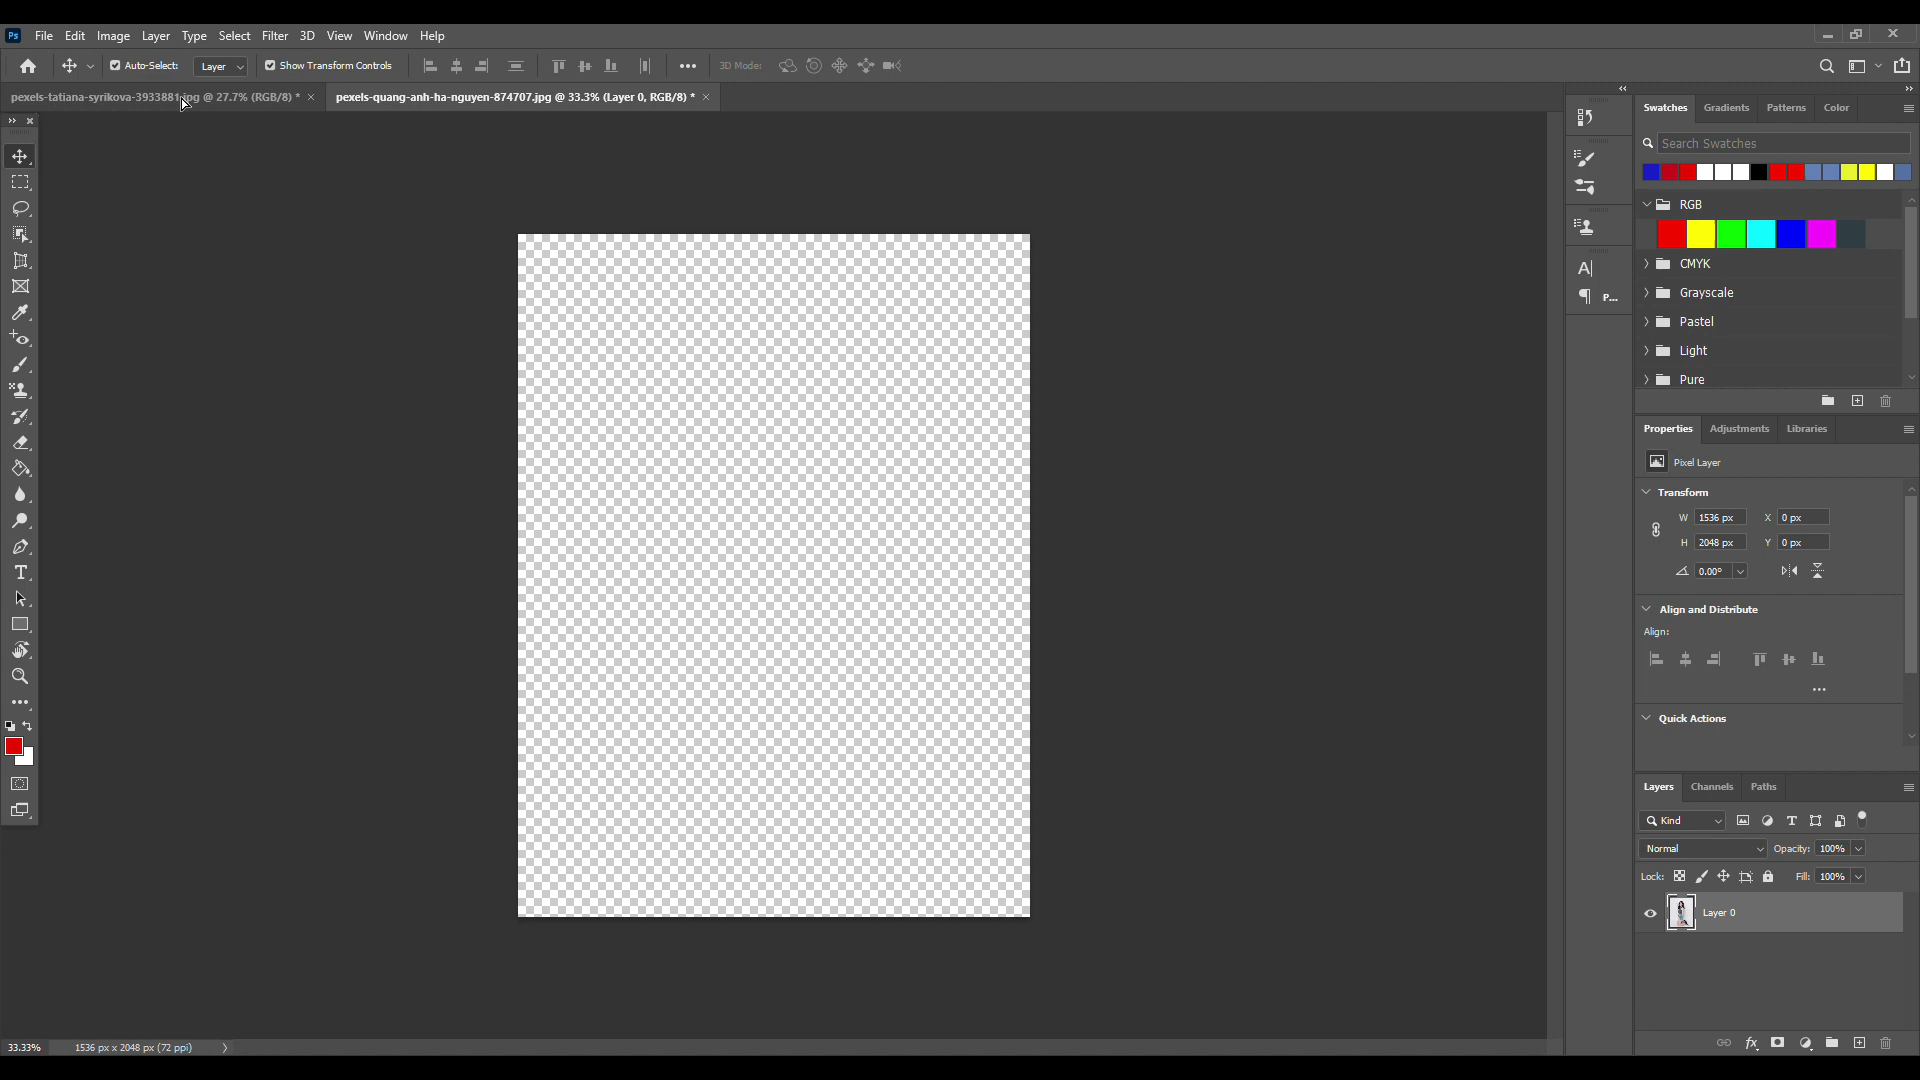 Ps File Edit Image Layer Type Select Filter 3D View Window Help
Auto-Select: Layer Show Transform Controls 3D Mode:
pexels-tatiana-syrikova-3933881.jpg @ 27.7% (RGB/8) * pexels-quang-anh-ha-nguyen-874707.jpg @ 33.3% (Layer 0, RGB/8) *
Swatches Gradients Patterns Color
Search Swatches
RGB
CMYK
Grayscale
P...
Pastel
Light
Pure
Properties Adjustments Libraries
Pixel Layer
Transform
W 1536 px X 0 px
H 2048 px Y 0 px
0.00°
Align and Distribute
Align:
Quick Actions
Layers Channels Paths
Kind
Normal Opacity: 100%
Lock: Fill: 100%
Layer 0
fx
33.33% 1536 px x 2048 px (72 ppi)